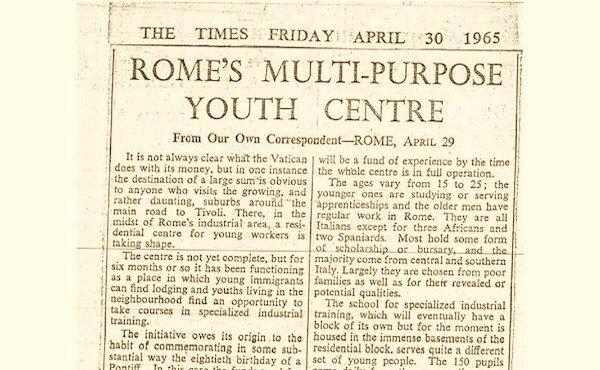 THE TIMES FRIDAY APRIL 30 1965
ROME'S MULTI-PURPOSE
YOUTH CENTRE
From Our Own Correspondent—ROME, APRIL 29
It is not always clear what the Vatican
does with its money, but in one instance
the destination of a large sum is obvious
to anyone who visits the growing, and
rather daunting, suburbs around the
main road to Tivoli. There, in the
midst of Rome's industrial area, a resi-
dential centre for young workers is
taking shape.
The centre is not yet complete, but for
six months or so it has been functioning
as a place in which young immigrants
can find lodging and youths living in the
neighbourhood find an opportunity to
take courses in specialized industrial
training.
The initiative owes its origin to the
habit of commemorating in some sub-
stantial way the eightieth birthday of a
Pontiff. In this case the funds
will be a fund of experience by the time
the whole centre is in full operation.
The ages vary from 15 to 25; the
younger ones are studying or serving
apprenticeships and the older men have
regular work in Rome. They are all
Italians except for three Africans and
two Spaniards. Most hold some form
of scholarship or bursary, and the
majority come from central and southern
Italy. Largely they are chosen from poor
families as well as for their revealed or
potential qualities.
The school for specialized industrial
training, which will eventually have a
block of its own but for the moment is
housed in the immense basements of the
residential block, serves quite a different
set of young people. The 150 pupils